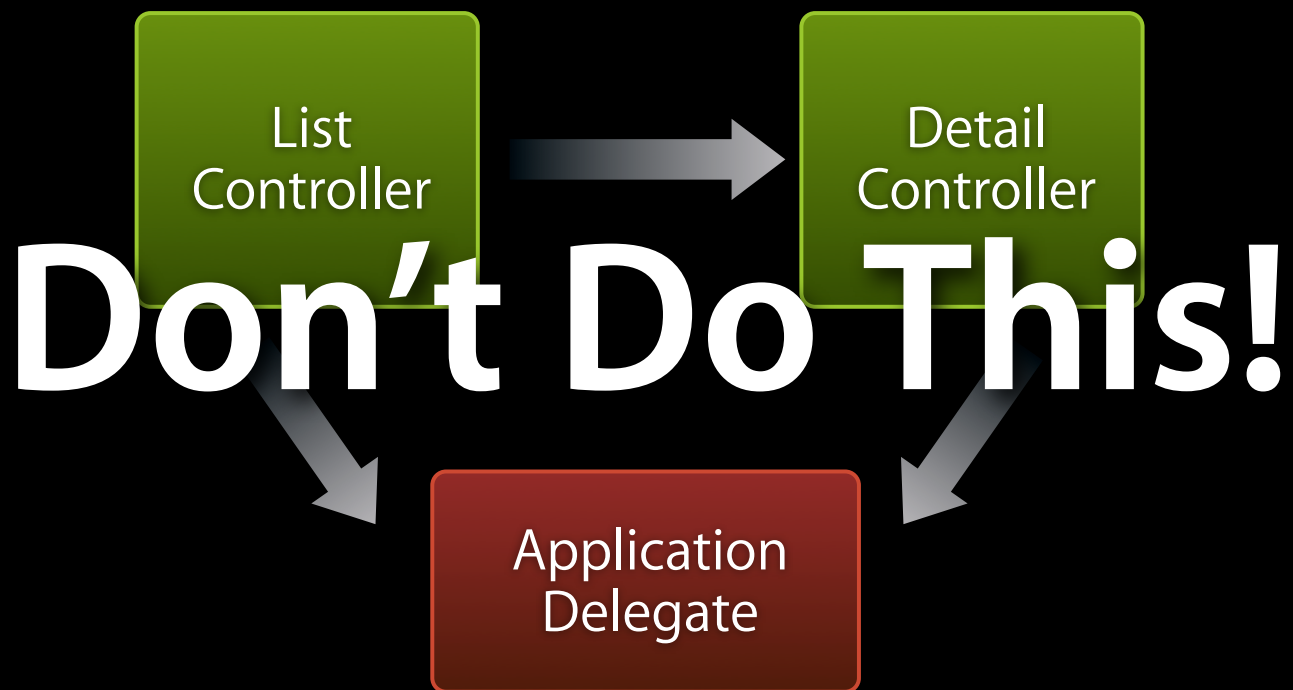 List
Controller
Detail
Controller
Don’t Do This!
Application
Delegate